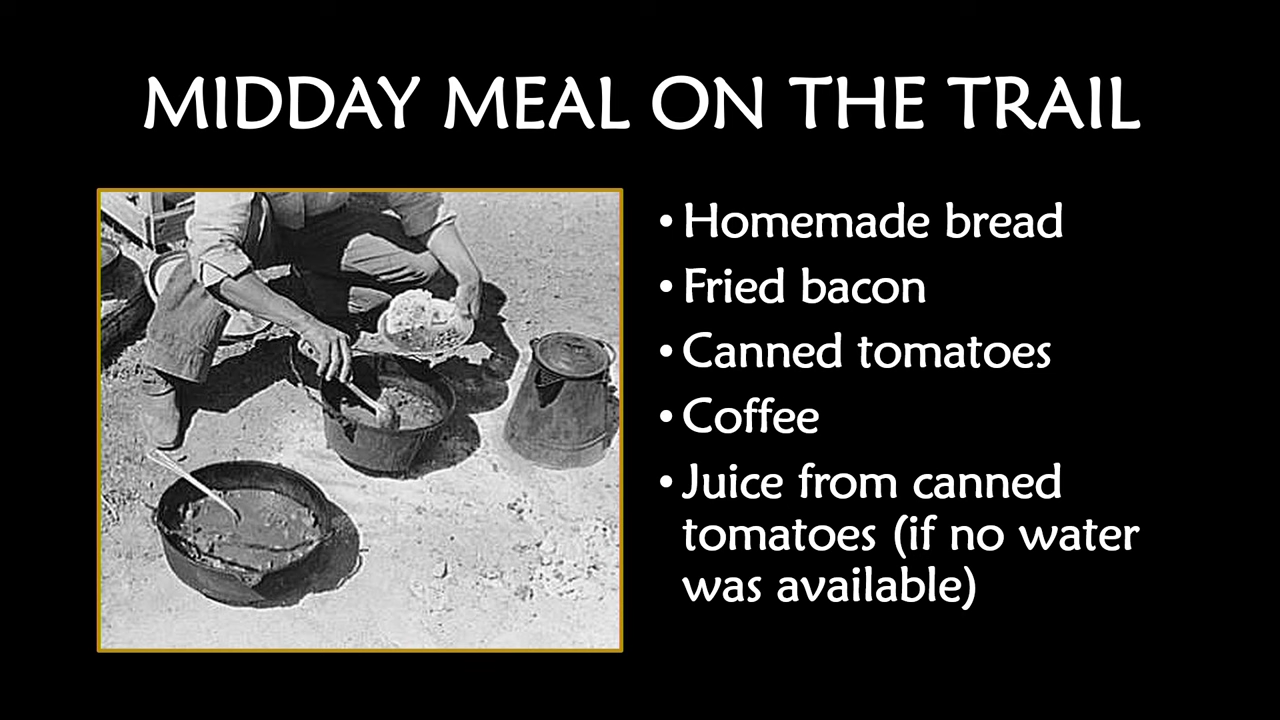 MIDDAY MEAL ON THE TRAIL
• Homemade bread
• Fried bacon
• Canned tomatoes
• Coffee
• Juice from canned
tomatoes (if no water
was available)